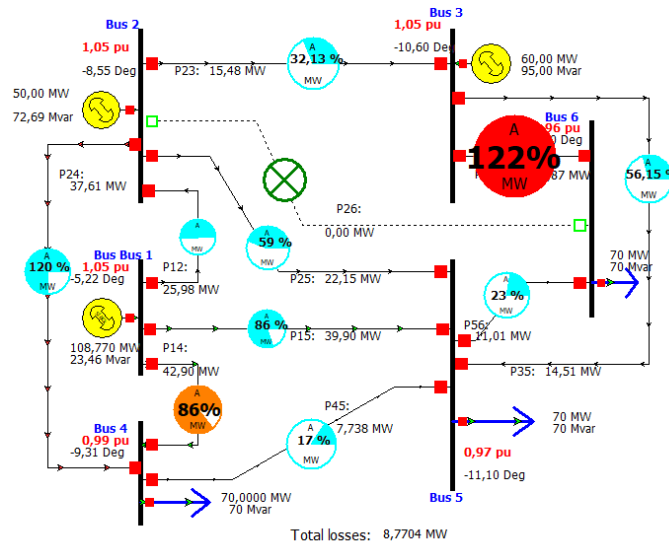 Bus 2
1,05 pu
-8,55 Deg
P23: 15,48 MW
A
32,13 %
MW
Bus 3
1,05 pu
-10,60 Deg
60,00 MW
95,00 Mvar
50,00 MW
72,69 Mvar
Bus 6
96 pu
Deg
A
122%
MW
87 MW
A
56,15 %
MW
P24:
37,61 MW
P26:
0,00 MW
MW
A
59 %
MW
A
120 %
MW
Bus Bus 1
1,05 pu
-5,22 Deg
P12:
25,98 MW
P25: 22,15 MW
A
23 %
MW
70 MW
70 Mvar
108,770 MW
23,46 Mvar
A
86 %
MW
P15: 39,90 MW
P56:
11,01 MW
P14:
42,90 MW
P35: 14,51 MW
A
86%
MW
P45:
7,738 MW
Bus 4
0,99 pu
-9,31 Deg
A
17 %
MW
70 MW
70 Mvar
0,97 pu
-11,10 Deg
Bus 5
70,0000 MW
70 Mvar
Total losses: 8,7704 MW